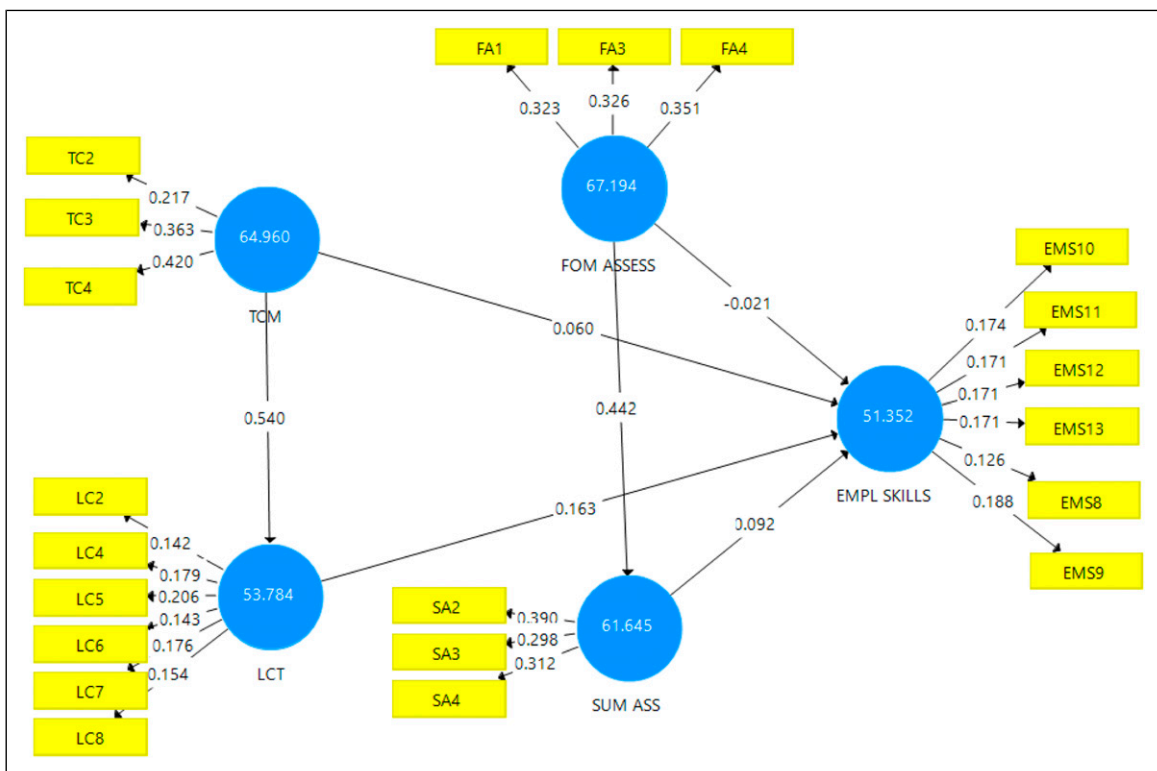 FA1
FA3
FA4
0.323
0.326
0.351
67.194
FOM ASSESS
TC2
TC3
TC4
0.217
0.363
0.420
64.960
TCM
0.060
-0.021
0.540
0.442
EMS10
EMS11
EMS12
EMS13
EMS8
EMS9
0.174
0.171
0.171
0.171
0.126
0.188
51.352
EMPL SKILLS
0.163
0.092
LC2
LC4
LC5
LC6
LC7
LC8
0.142
0.179
0.206
0.143
0.176
0.154
53.784
LCT
SA2
SA3
SA4
0.390
0.298
0.312
61.645
SUM ASS